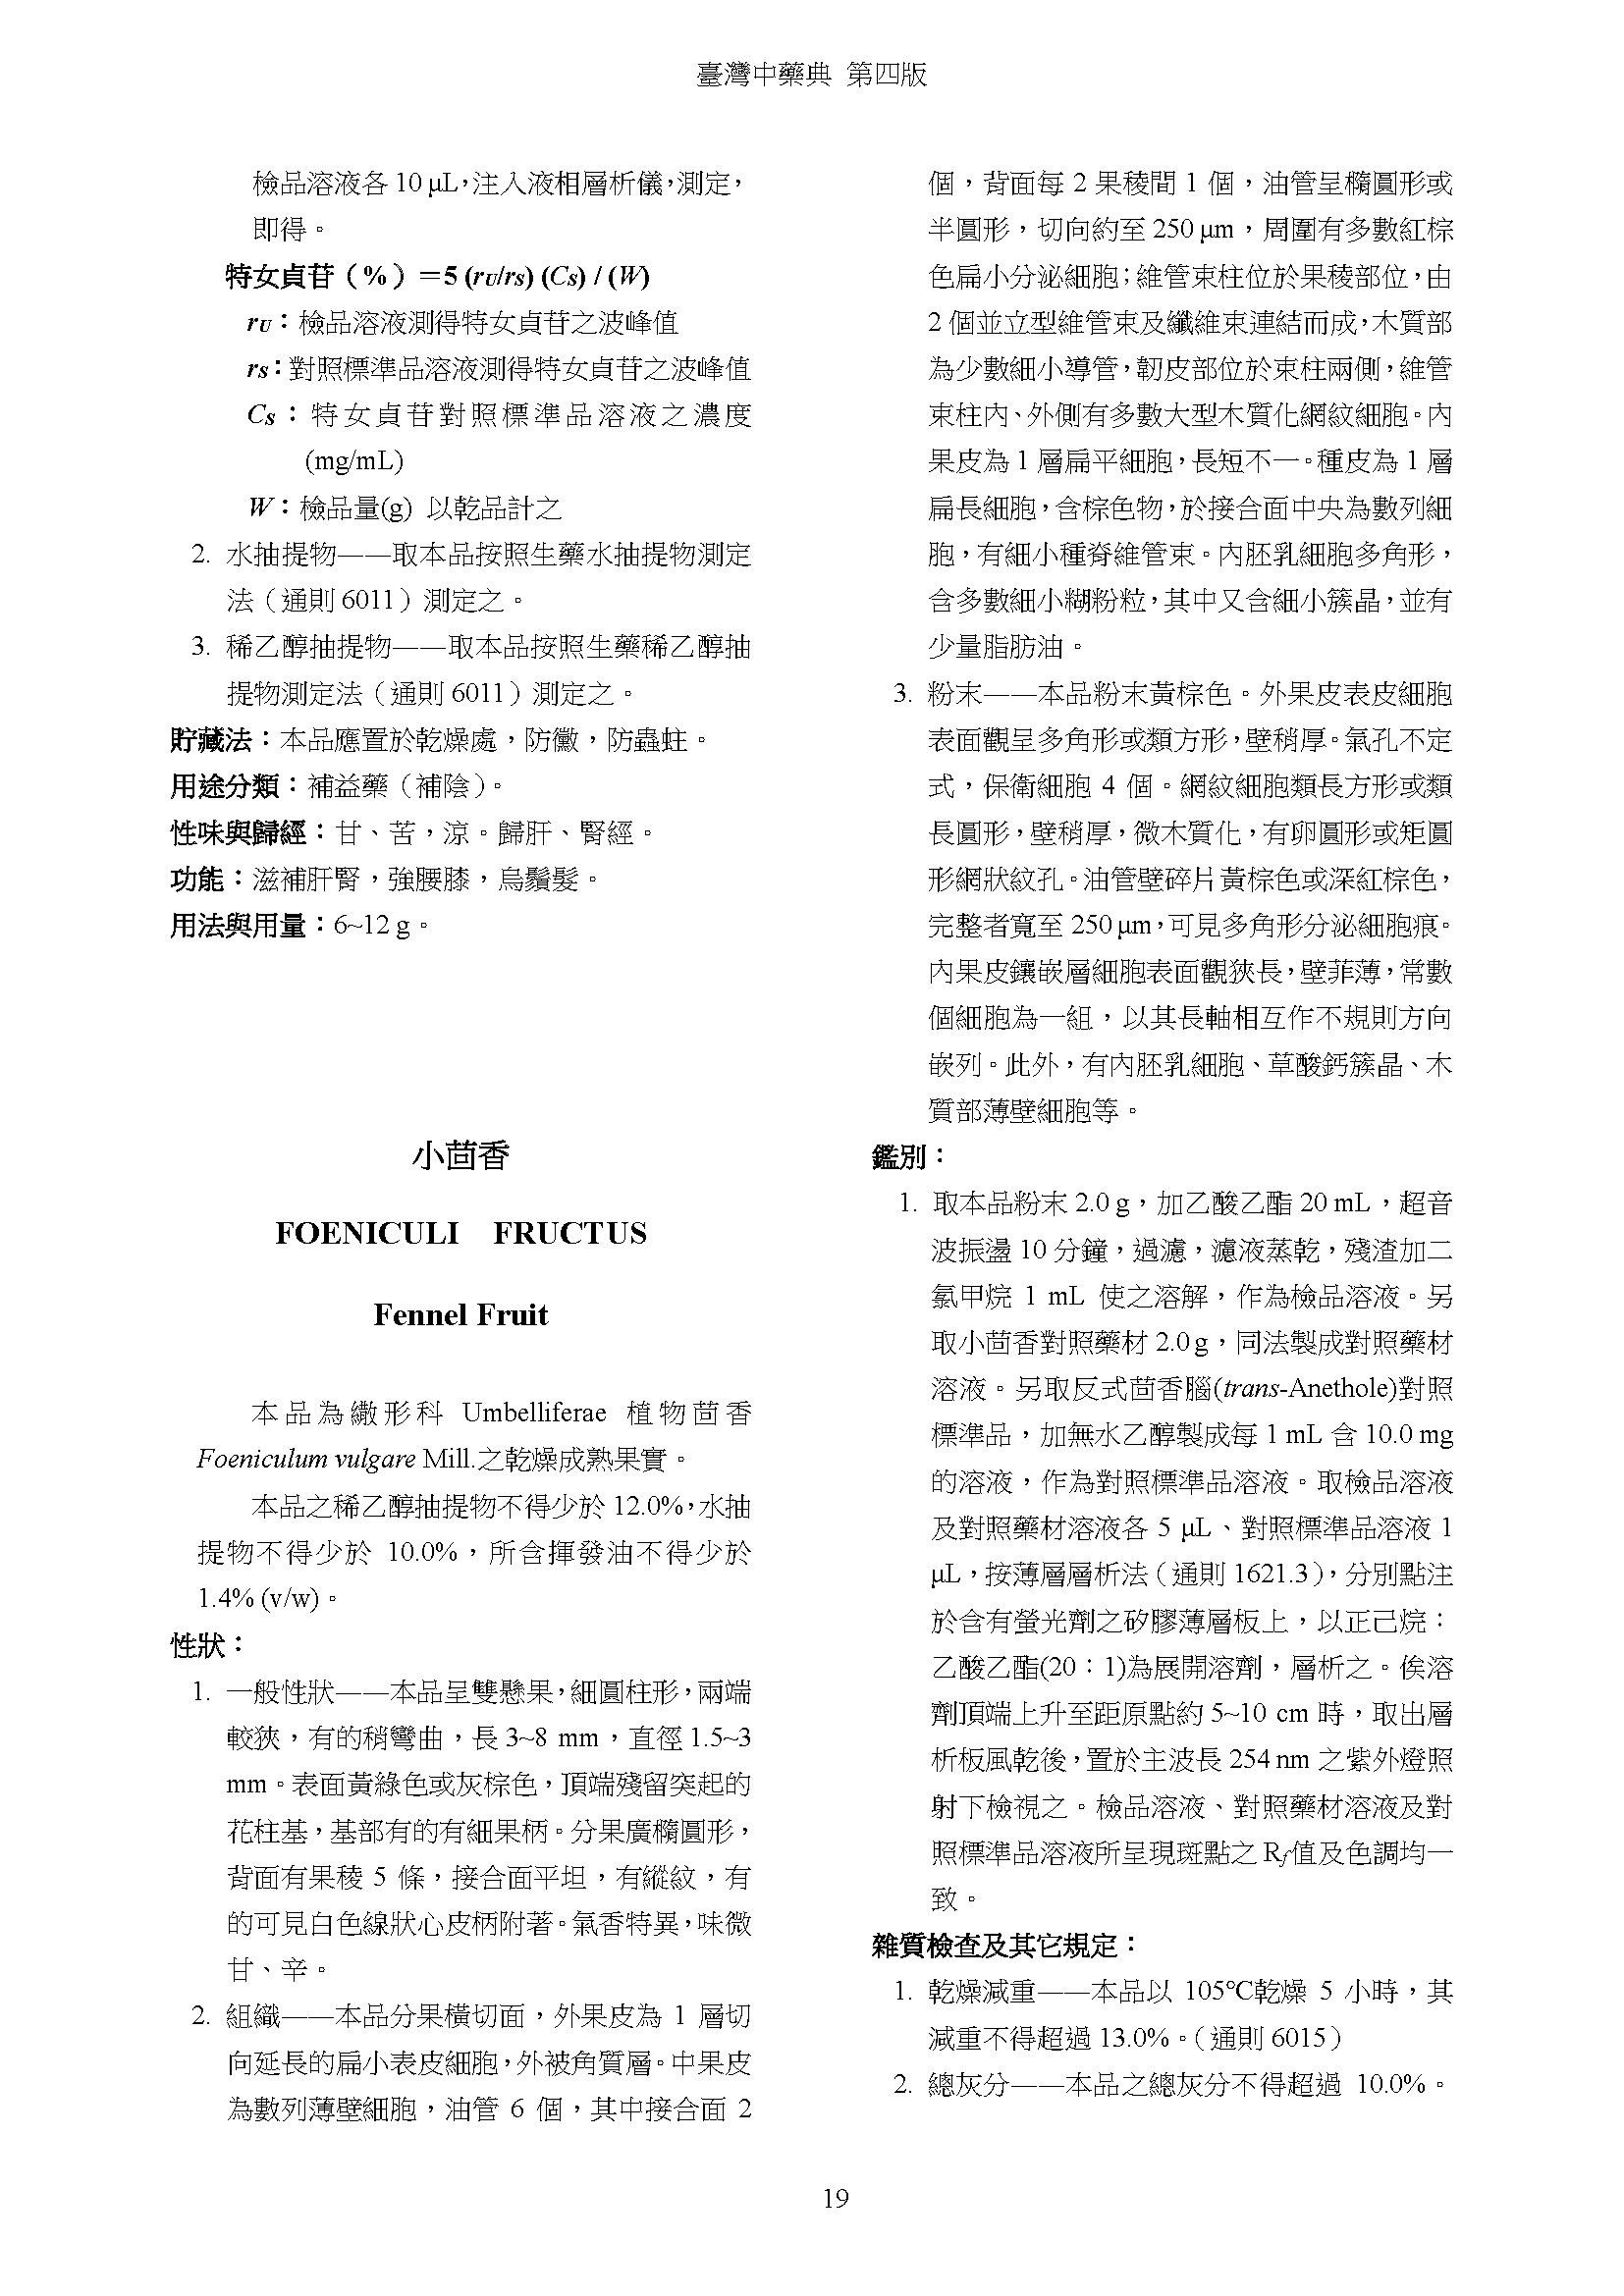 臺灣中藥典 第四版
檢品溶液各 10 μL，注入液相層析儀，測定，
即得。
特女貞苷（%）＝5 (rU/rS) (CS) / (W)
rU：檢品溶液測得特女貞苷之波峰值
rS：對照標準品溶液測得特女貞苷之波峰值
CS：特女貞苷對照標準品溶液之濃度
(mg/mL)
W：檢品量(g) 以乾品計之
2. 水抽提物——取本品按照生藥水抽提物測定
法（通則 6011）測定之。
3. 稀乙醇抽提物——取本品按照生藥稀乙醇抽
提物測定法（通則 6011）測定之。
貯藏法：本品應置於乾燥處，防黴，防蟲蛀。
用途分類：補益藥（補陰）。
性味與歸經：甘、苦，涼。歸肝、腎經。
功能：滋補肝腎，強腰膝，烏鬚髮。
用法與用量：6~12 g。
小茴香
FOENICULI FRUCTUS
Fennel Fruit
本品為繖形科 Umbelliferae 植物茴香
Foeniculum vulgare Mill.之乾燥成熟果實。
本品之稀乙醇抽提物不得少於 12.0%，水抽
提物不得少於 10.0%，所含揮發油不得少於
1.4% (v/w)。
性狀：
1. 一般性狀——本品呈雙懸果，細圓柱形，兩端
較狹，有的稍彎曲，長 3~8 mm，直徑 1.5~3
mm。表面黃綠色或灰棕色，頂端殘留突起的
花柱基，基部有的有細果柄。分果廣橢圓形，
背面有果稜 5 條，接合面平坦，有縱紋，有
的可見白色線狀心皮柄附著。氣香特異，味微
甘、辛。
2. 組織——本品分果橫切面，外果皮為 1 層切
向延長的扁小表皮細胞，外被角質層。中果皮
為數列薄壁細胞，油管 6 個，其中接合面 2
個，背面每 2 果稜間 1 個，油管呈橢圓形或
半圓形，切向約至 250 μm，周圍有多數紅棕
色扁小分泌細胞；維管束柱位於果稜部位，由
2 個並立型維管束及纖維束連結而成，木質部
為少數細小導管，韌皮部位於束柱兩側，維管
束柱內、外側有多數大型木質化網紋細胞。內
果皮為 1 層扁平細胞，長短不一。種皮為 1 層
扁長細胞，含棕色物，於接合面中央為數列細
胞，有細小種脊維管束。內胚乳細胞多角形，
含多數細小糊粉粒，其中又含細小簇晶，並有
少量脂肪油。
3. 粉末——本品粉末黃棕色。外果皮表皮細胞
表面觀呈多角形或類方形，壁稍厚。氣孔不定
式，保衛細胞 4 個。網紋細胞類長方形或類
長圓形，壁稍厚，微木質化，有卵圓形或矩圓
形網狀紋孔。油管壁碎片黃棕色或深紅棕色，
完整者寬至 250 μm，可見多角形分泌細胞痕。
內果皮鑲嵌層細胞表面觀狹長，壁菲薄，常數
個細胞為一組，以其長軸相互作不規則方向
嵌列。此外，有內胚乳細胞、草酸鈣簇晶、木
質部薄壁細胞等。
鑑別：
1. 取本品粉末 2.0 g，加乙酸乙酯 20 mL，超音
波振盪 10 分鐘，過濾，濾液蒸乾，殘渣加二
氯甲烷 1 mL 使之溶解，作為檢品溶液。另
取小茴香對照藥材 2.0 g，同法製成對照藥材
溶液。另取反式茴香腦(trans-Anethole)對照
標準品，加無水乙醇製成每 1 mL 含 10.0 mg
的溶液，作為對照標準品溶液。取檢品溶液
及對照藥材溶液各 5 μL、對照標準品溶液 1
μL，按薄層層析法（通則 1621.3），分別點注
於含有螢光劑之矽膠薄層板上，以正己烷：
乙酸乙酯(20：1)為展開溶劑，層析之。俟溶
劑頂端上升至距原點約 5~10 cm 時，取出層
析板風乾後，置於主波長 254 nm 之紫外燈照
射下檢視之。檢品溶液、對照藥材溶液及對
照標準品溶液所呈現斑點之 Rf值及色調均一
致。
雜質檢查及其它規定：
1. 乾燥減重——本品以 105℃乾燥 5 小時，其
減重不得超過 13.0%。（通則 6015）
2. 總灰分——本品之總灰分不得超過 10.0%。
19